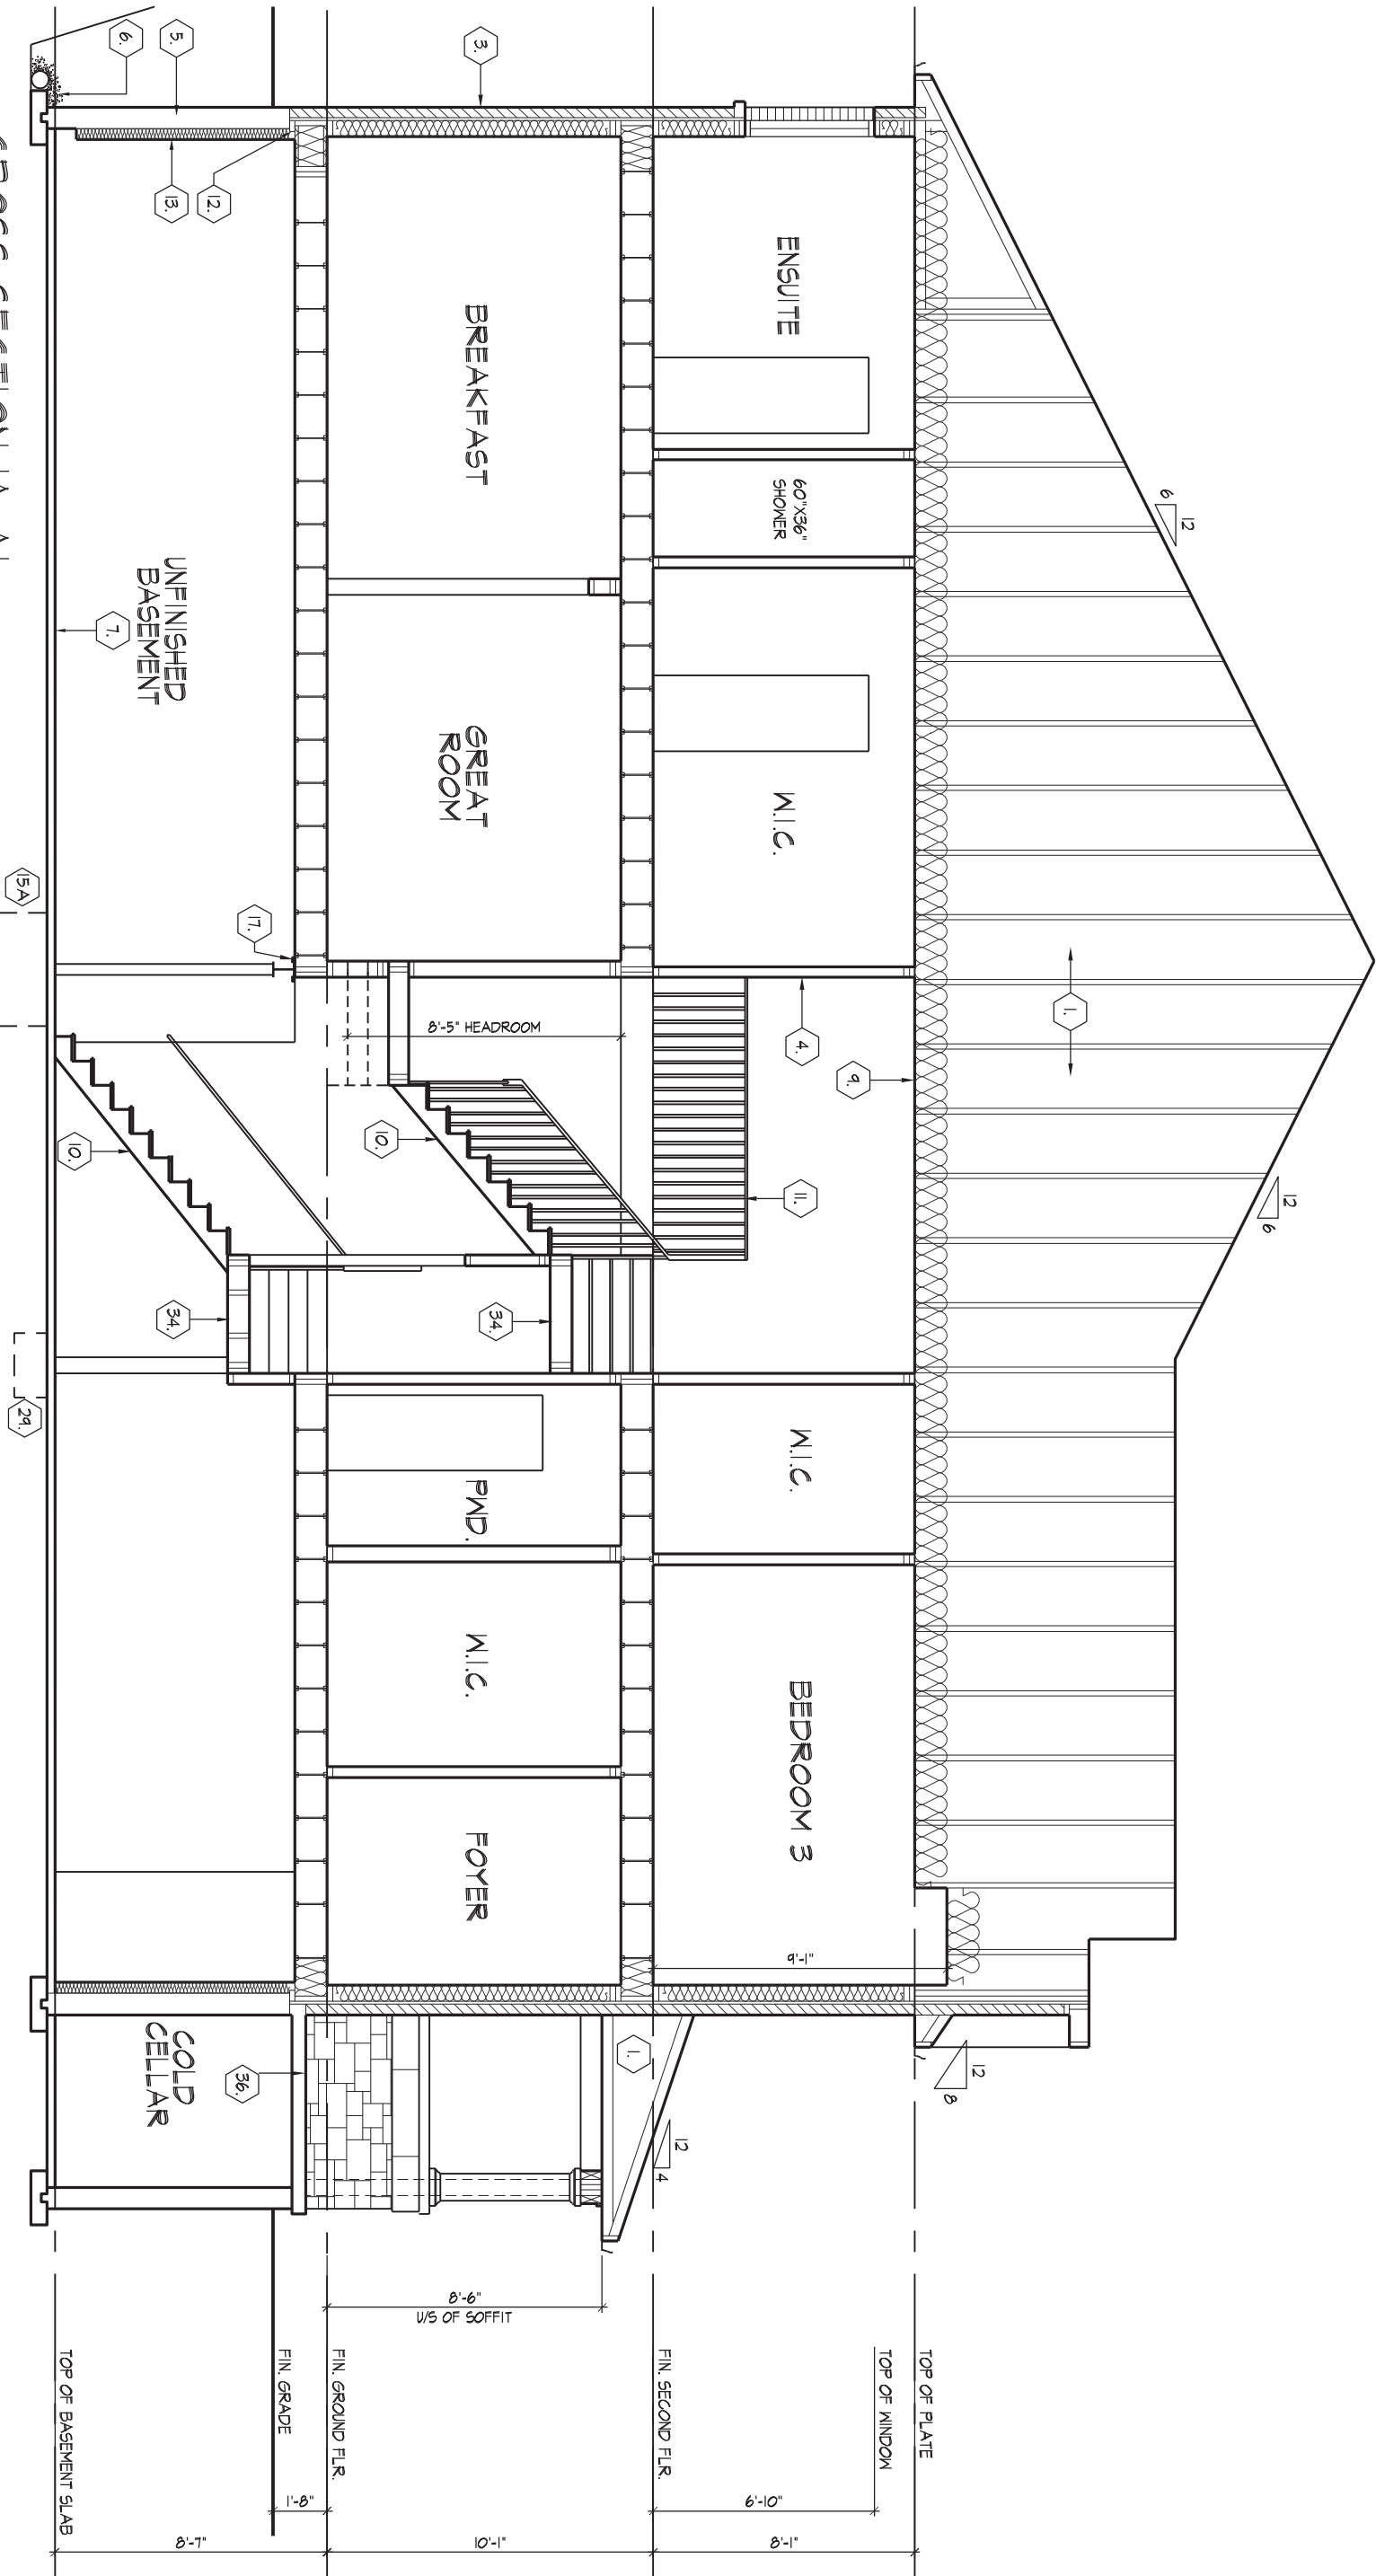 12
6
12
6
1.
12
8
TOP OF PLATE
TOP OF WINDOW
ENSUITE
60"X36"
SHOWER
W.I.C.
4.
9.
11.
W.I.C.
BEDROOM 3
9'-1"
6'-10"
8'-1"
FIN. SECOND FLR.
1.
12
4
3.
BREAKFAST
GREAT
ROOM
8'-5" HEADROOM
10.
34.
PWD.
W.I.C.
FOYER
8'-6"
U/S OF SOFFIT
10'-1"
FIN. GROUND FLR.
FIN. GRADE
1'-8"
5.
6.
12.
13.
UNFINISHED
BASEMENT
7.
17.
10.
34.
36.
COLD
CELLAR
8'-7"
TOP OF BASEMENT SLAB
15A
29.
CROSS SECTION 'A-A'